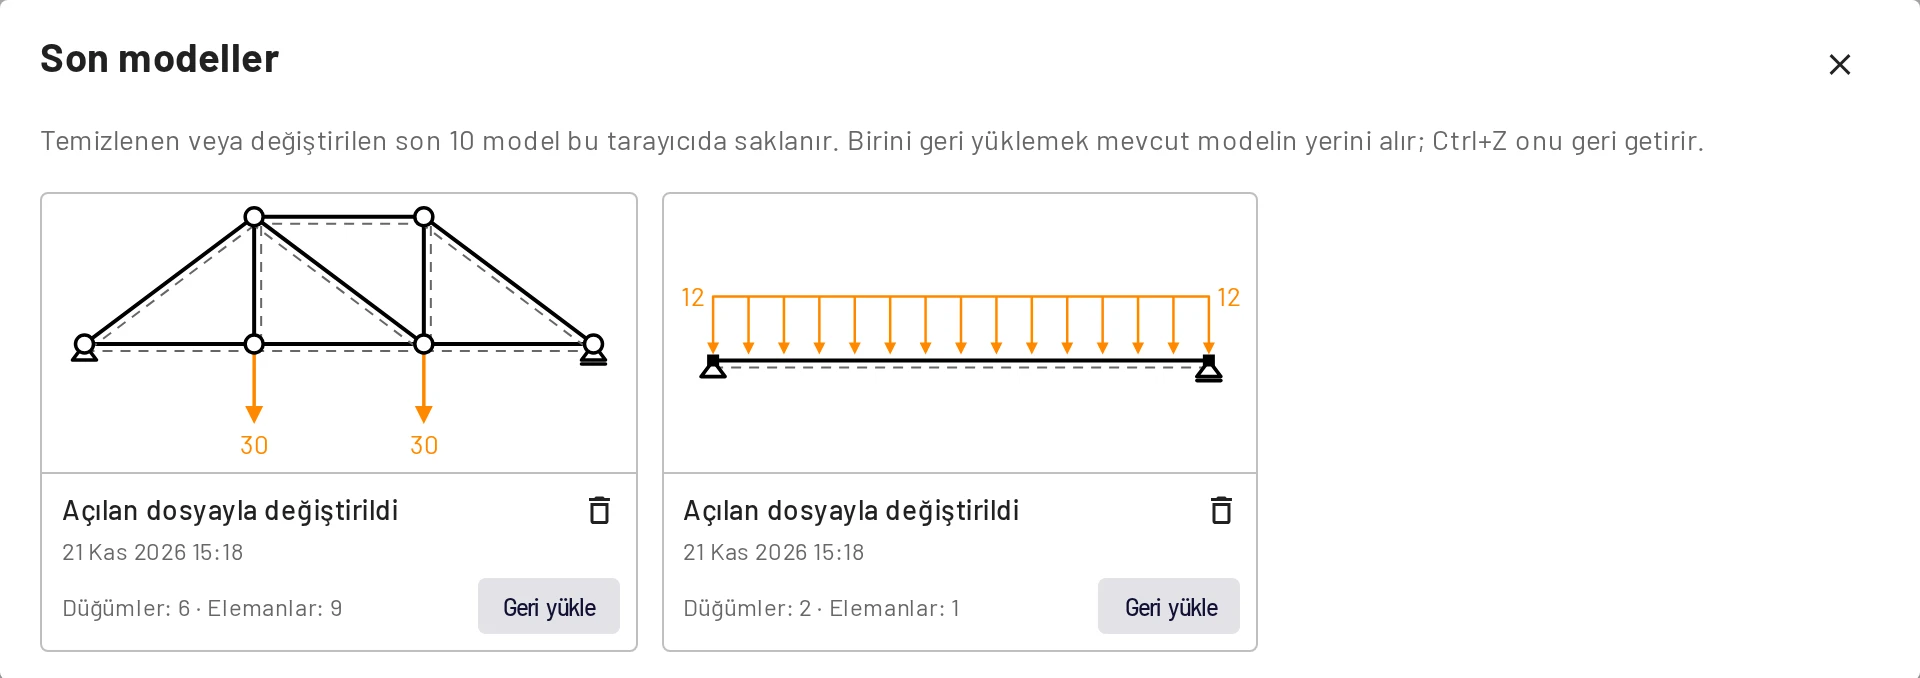 Son modeller
Temizlenen veya değiştirilen son 10 model bu tarayıcıda saklanır. Birini geri yüklemek mevcut modelin yerini alır; Ctrl+Z onu geri getirir.
30 30
Açılan dosyayla değiştirildi
21 Kas 2026 15:18
Düğümler: 6 · Elemanlar: 9
Geri yükle
12 12
Açılan dosyayla değiştirildi
21 Kas 2026 15:18
Düğümler: 2 · Elemanlar: 1
Geri yükle